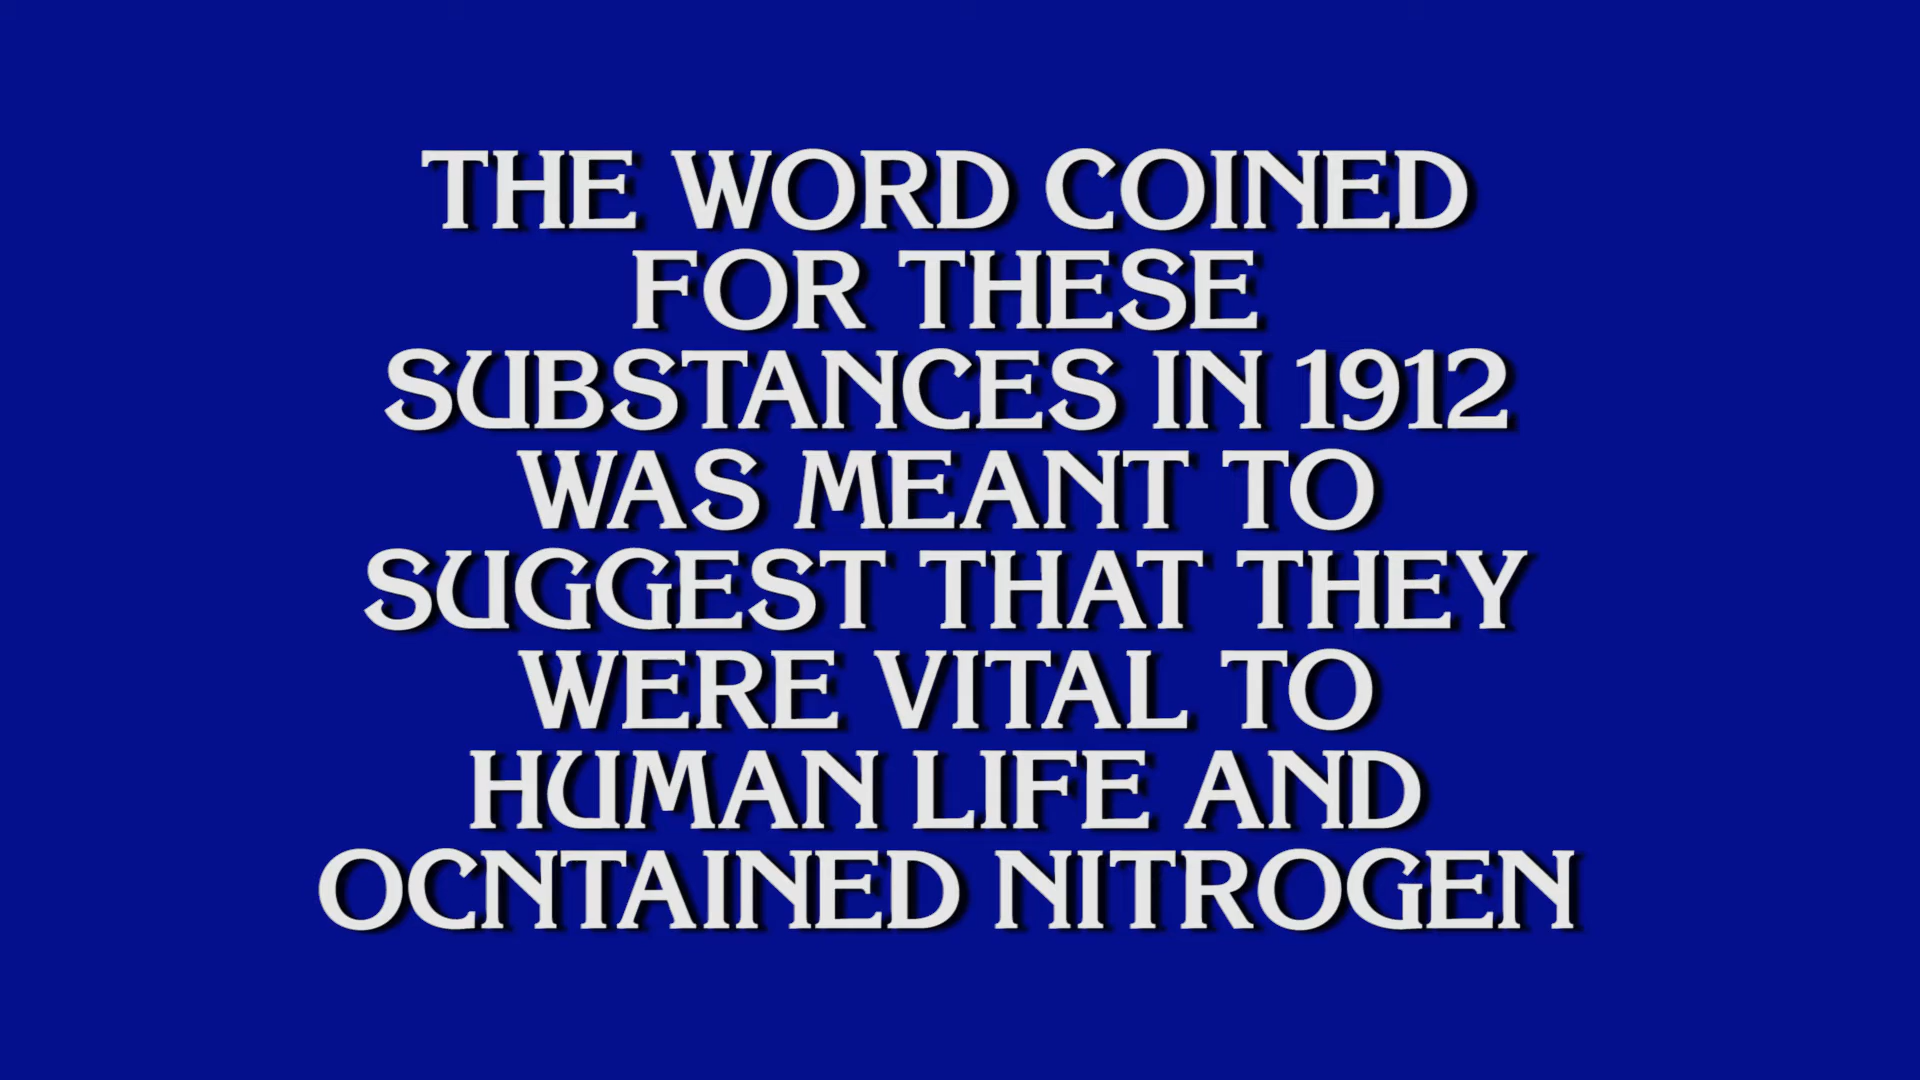 THE WORD COINED
FOR THESE
SUBSTANCES IN 1912
WAS MEANT TO
SUGGEST THAT THEY
WERE VITAL TO
HUMAN LIFE AND
OCNTAINED NITROGEN